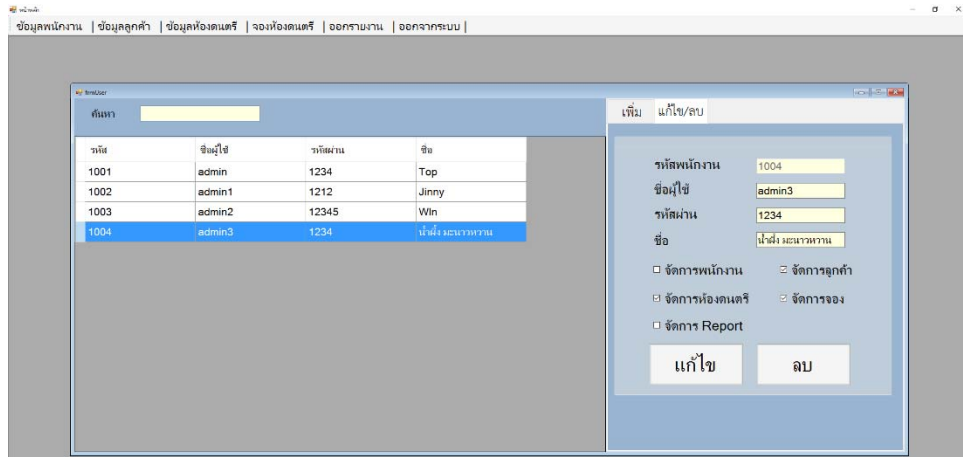 หน้าหลัก
ข้อมูลพนักงาน | ข้อมูลลูกค้า | ข้อมูลห้องดนตรี | จองห้องดนตรี | ออกรายงาน | ออกจากระบบ |
frmUser
ค้นหา
รหัส ชื่อผู้ใช้ รหัสผ่าน ชื่อ
1001 admin 1234 Top
1002 admin1 1212 Jinny
1003 admin2 12345 WIn
1004 admin3 1234 น้ำผึ้ง มะนาวหวาน
เพิ่ม แก้ไข/ลบ
รหัสพนักงาน 1004
ชื่อผู้ใช้ admin3
รหัสผ่าน 1234
ชื่อ น้ำผึ้ง มะนาวหวาน
จัดการพนักงาน จัดการลูกค้า
จัดการห้องดนตรี จัดการจอง
จัดการ Report
แก้ไข ลบ